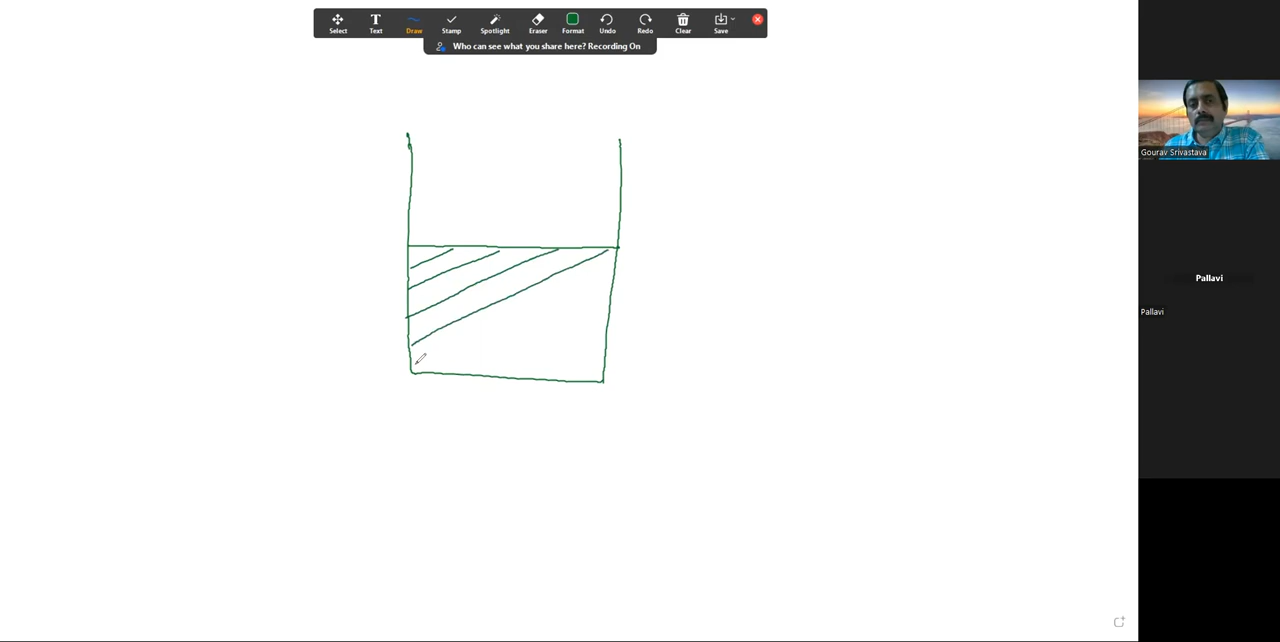 Select Text Draw Stamp Spotlight Eraser Format Undo Redo Clear Save
Who can see what you share here? Recording On
Gourav Srivastava
Pallavi
Pallavi